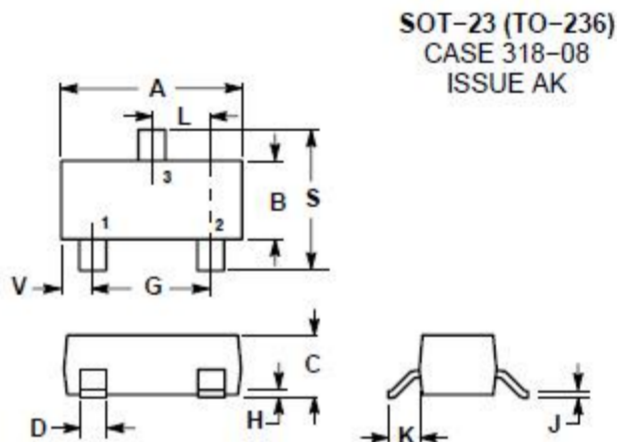 SOT−23 (TO−236)
CASE 318−08
ISSUE AK
A
L
3
B
S
1
2
V
G
C
D
H
K
J